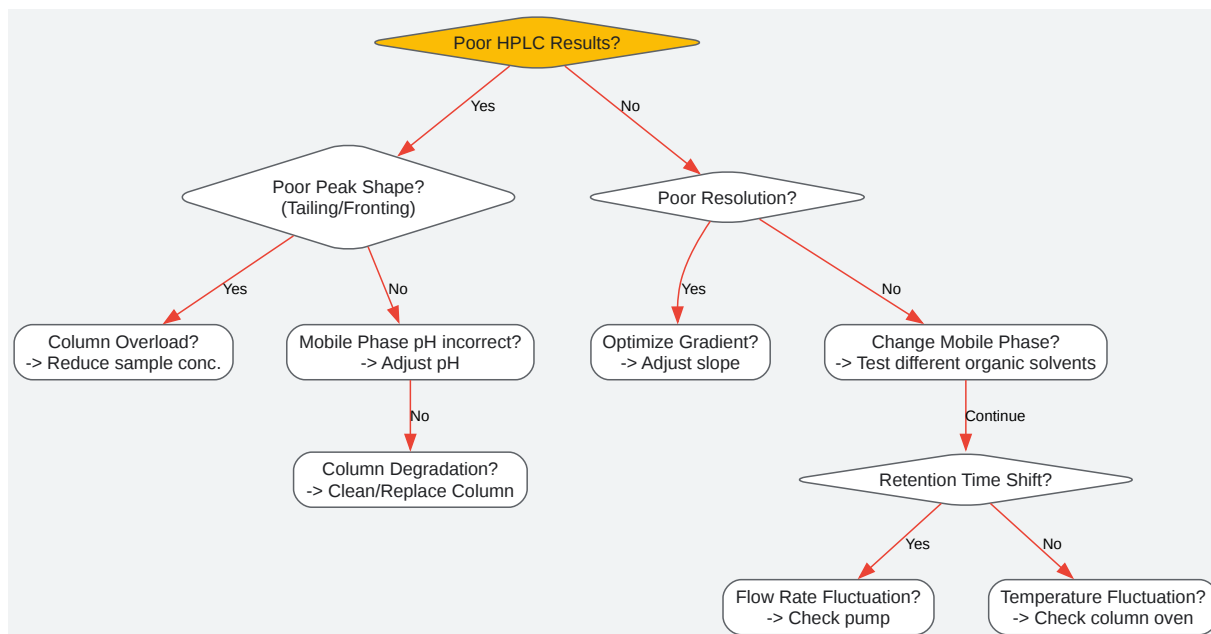 Poor HPLC Results?
Yes
No
Poor Peak Shape?
(Tailing/Fronting)
Poor Resolution?
Yes
No
Yes
No
Column Overload?
-> Reduce sample conc.
Mobile Phase pH incorrect?
-> Adjust pH
Optimize Gradient?
-> Adjust slope
Change Mobile Phase?
-> Test different organic solvents
No
Continue
Column Degradation?
-> Clean/Replace Column
Retention Time Shift?
Yes
No
Flow Rate Fluctuation?
-> Check pump
Temperature Fluctuation?
-> Check column oven